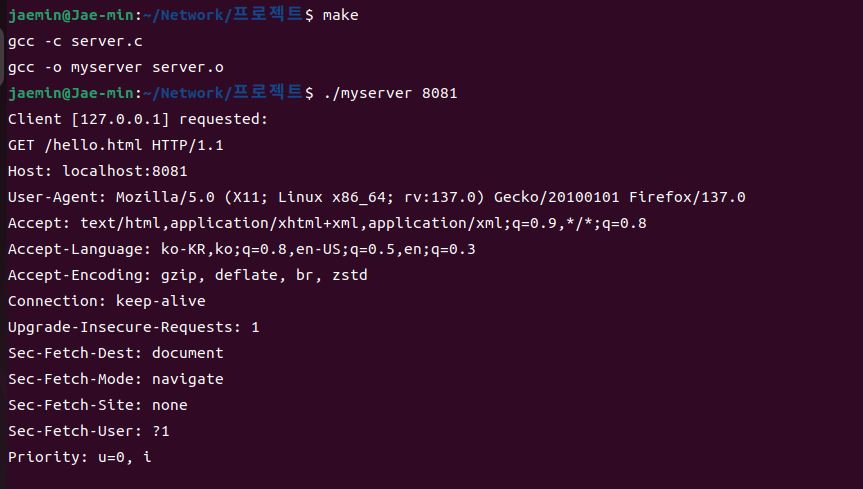 jaemin@Jae-min:~/Network/프로젝트$ make
gcc -c server.c
gcc -o myserver server.o
jaemin@Jae-min:~/Network/프로젝트$ ./myserver 8081
Client [127.0.0.1] requested:
GET /hello.html HTTP/1.1
Host: localhost:8081
User-Agent: Mozilla/5.0 (X11; Linux x86_64; rv:137.0) Gecko/20100101 Firefox/137.0
Accept: text/html,application/xhtml+xml,application/xml;q=0.9,*/*;q=0.8
Accept-Language: ko-KR,ko;q=0.8,en-US;q=0.5,en;q=0.3
Accept-Encoding: gzip, deflate, br, zstd
Connection: keep-alive
Upgrade-Insecure-Requests: 1
Sec-Fetch-Dest: document
Sec-Fetch-Mode: navigate
Sec-Fetch-Site: none
Sec-Fetch-User: ?1
Priority: u=0, i